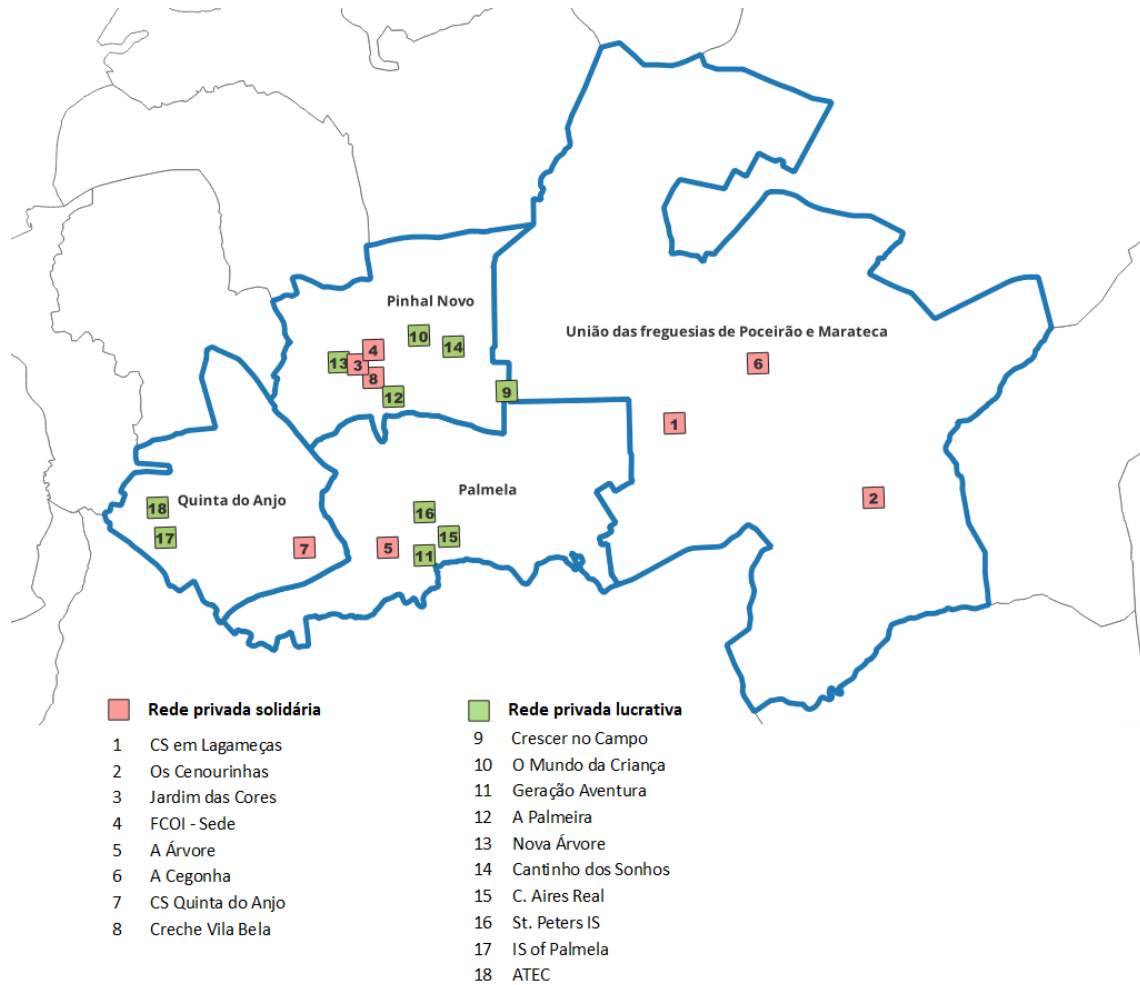 Pinhal Novo
10
14
4
13
3
8
12
9
União das freguesias de Poceirão e Marateca
6
1
2
Quinta do Anjo
18
17
7
Palmela
16
15
5
11
Rede privada solidária
1 CS em Lagameças
2 Os Cenourinhas
3 Jardim das Cores
4 FCOI - Sede
5 A Árvore
6 A Cegonha
7 CS Quinta do Anjo
8 Creche Vila Bela
Rede privada lucrativa
9 Crescer no Campo
10 O Mundo da Criança
11 Geração Aventura
12 A Palmeira
13 Nova Árvore
14 Cantinho dos Sonhos
15 C. Aires Real
16 St. Peters IS
17 IS of Palmela
18 ATEC